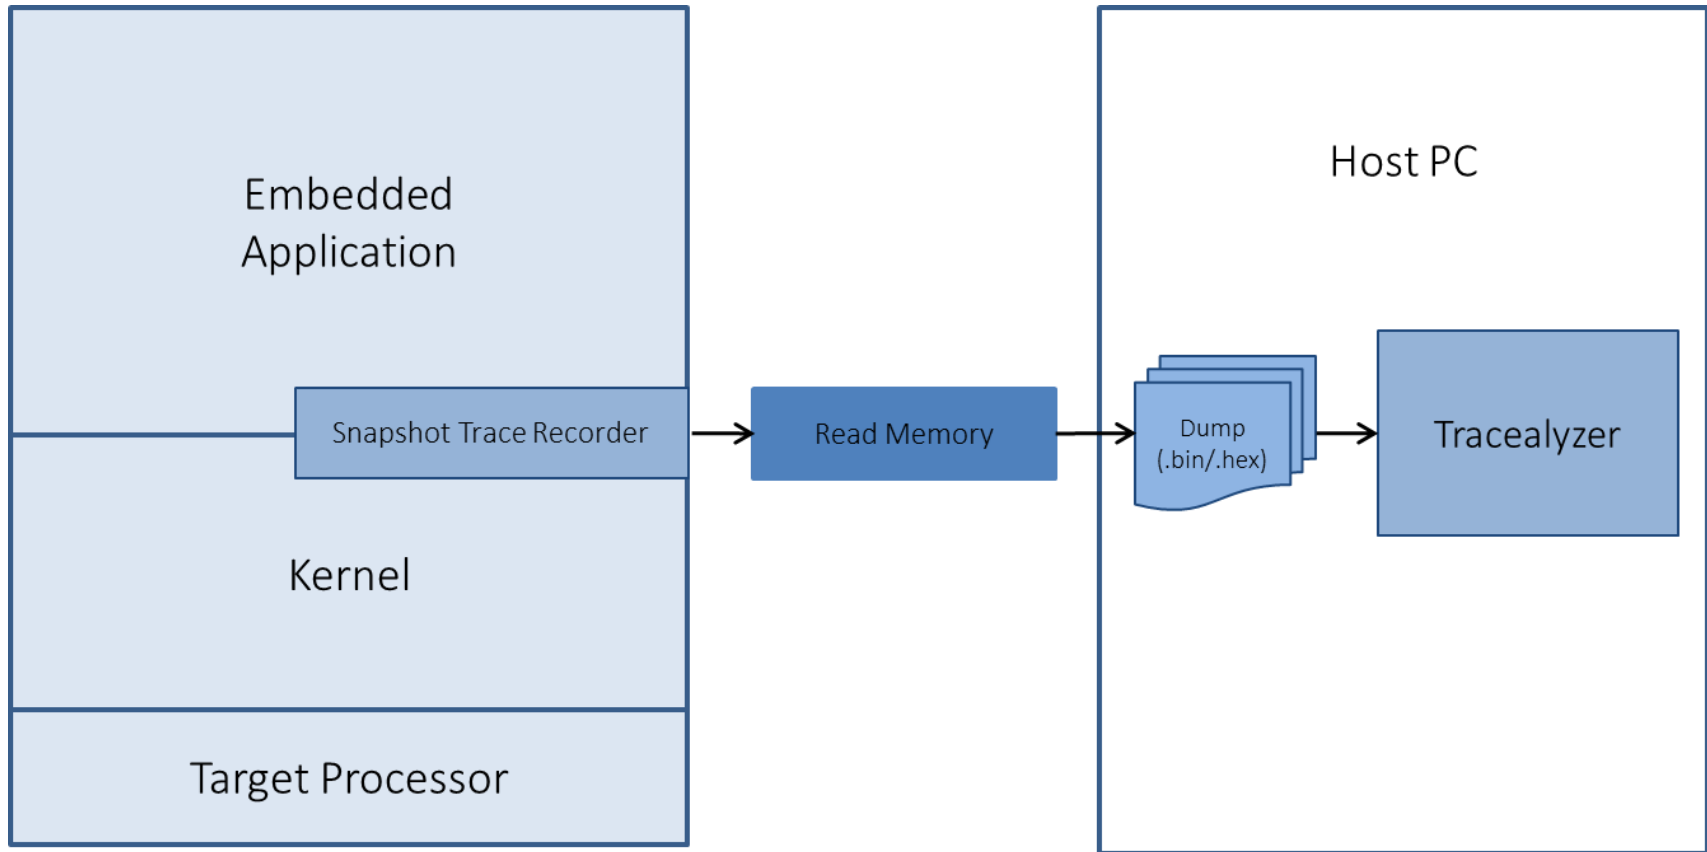 Embedded
Application
Snapshot Trace Recorder
Kernel
Target Processor
Read Memory
Host PC
Dump
(.bin/.hex)
Tracealyzer